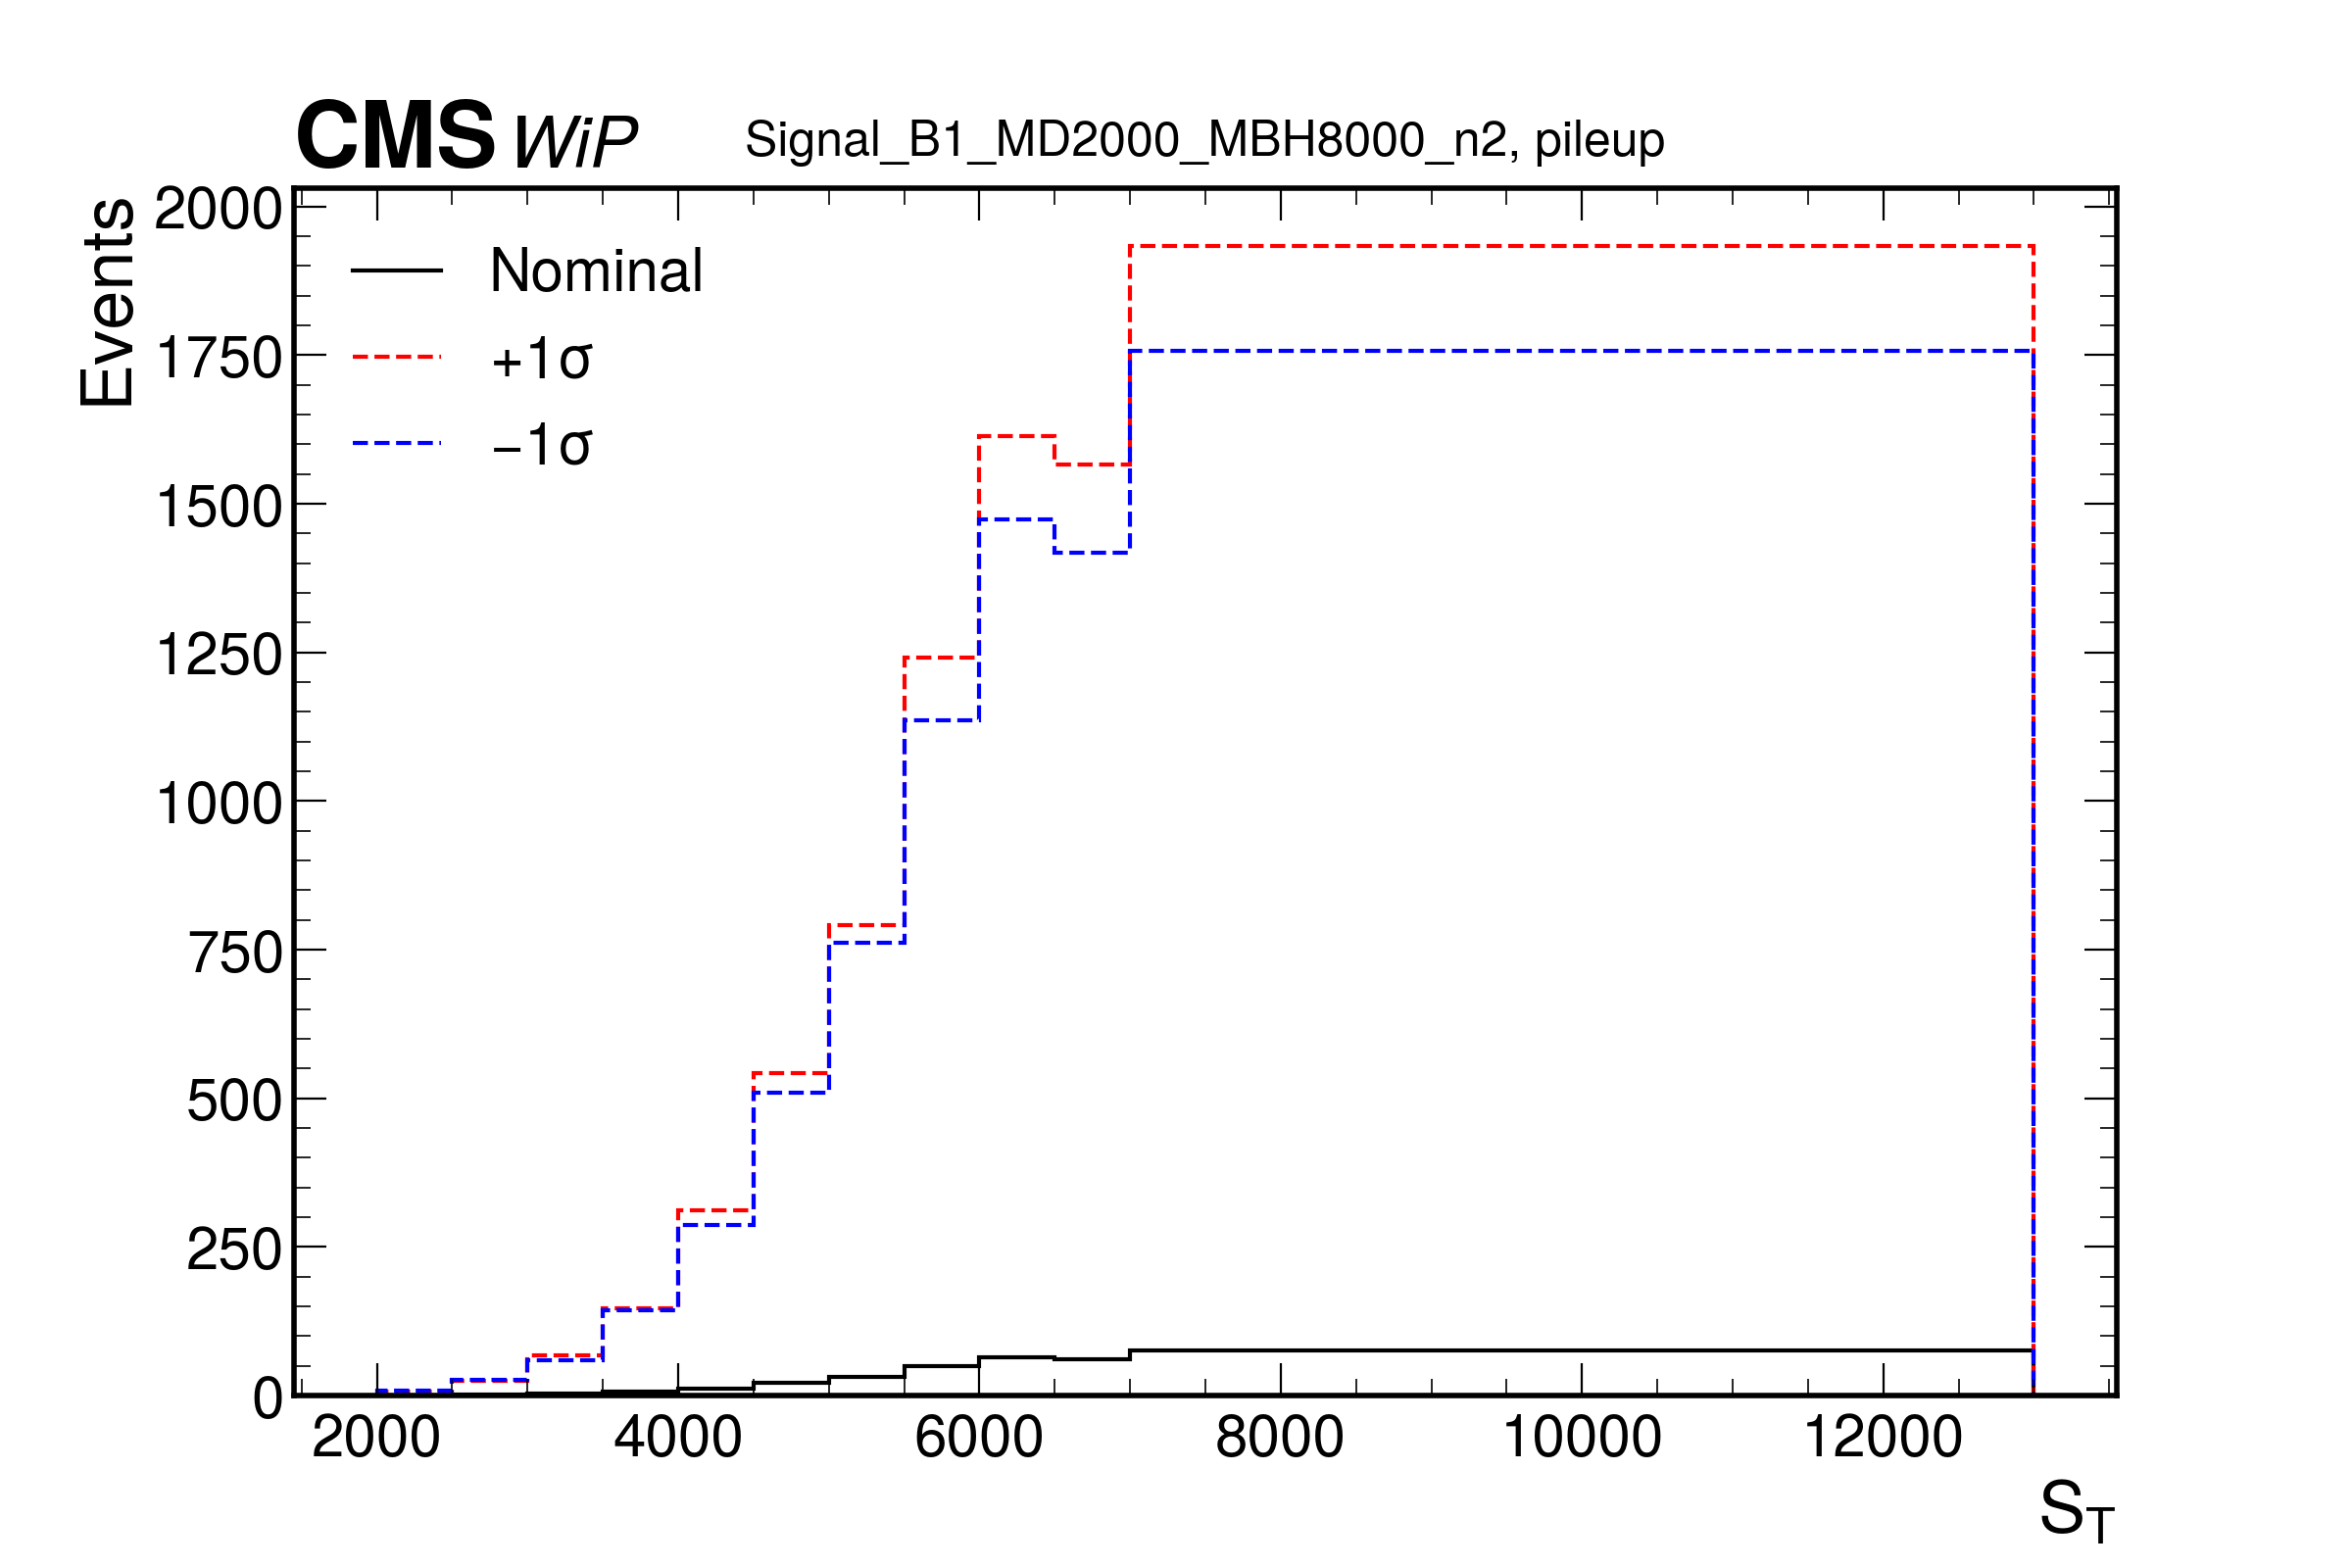 CMS WiP Signal_B1_MD2000_MBH8000_n2, pileup
Events
2000
1750
1500
1250
1000
750
500
250
0
Nominal
+1σ
−1σ
2000 4000 6000 8000 10000 12000
S_T